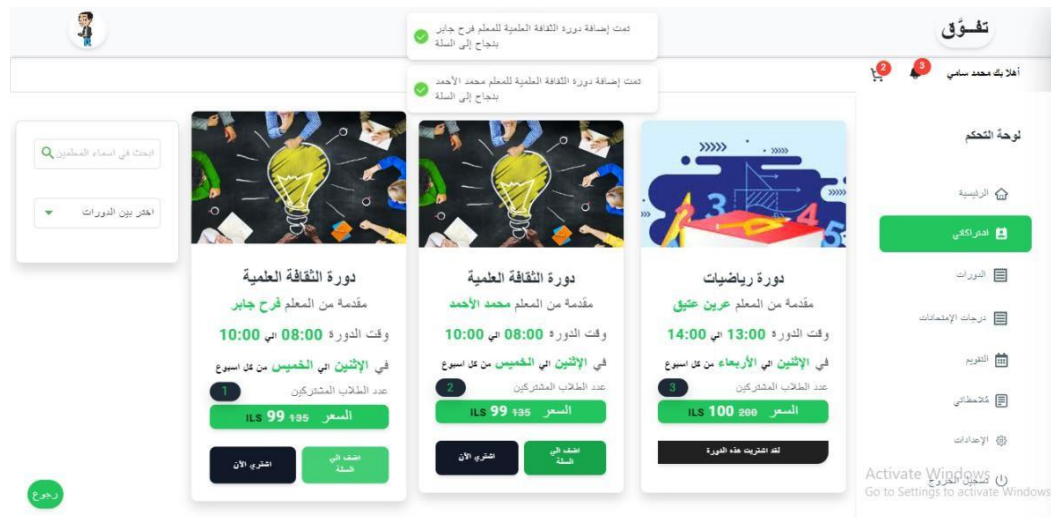 تفــوَّق
أهلا بك محمد سامي
3
2
تمت إضافة دورة الثقافة العلمية للمعلم فرح جابر
بنجاح إلى السلة
تمت إضافة دورة الثقافة العلمية للمعلم محمد الأحمد
بنجاح إلى السلة
لوحة التحكم
الرئيسية
اشتراكاتي
الدورات
درجات الإمتحانات
التقويم
مُلاحظاتي
الإعدادات
تسجيل الخروج
دورة رياضيات
مقدمة من المعلم عرين عتيق
وقت الدورة 13:00 الي 14:00
في الإثنين الي الأربعاء من كل اسبوع
عدد الطلاب المشتركين 3
السعر 200 100 ILS
لقد اشتريت هذه الدورة
دورة الثقافة العلمية
مقدمة من المعلم محمد الأحمد
وقت الدورة 08:00 الي 10:00
في الإثنين الي الخميس من كل اسبوع
عدد الطلاب المشتركين 2
السعر 135 99 ILS
اضف الي
السلة
اشتري الآن
دورة الثقافة العلمية
مقدمة من المعلم فرح جابر
وقت الدورة 08:00 الي 10:00
في الإثنين الي الخميس من كل اسبوع
عدد الطلاب المشتركين 1
السعر 135 99 ILS
اضف الي
السلة
اشتري الآن
ابحث في اسماء المعلمين
اختر بين الدورات
رجوع
Activate Windows
Go to Settings to activate Windows